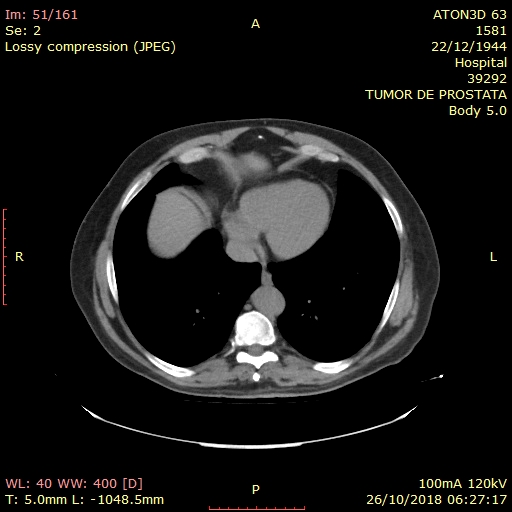 Im: 51/161
Se: 2
Lossy compression (JPEG)
A
ATON3D 63
1581
22/12/1944
Hospital
39292
TUMOR DE PROSTATA
Body 5.0
R
L
WL: 40 WW: 400 [D]
T: 5.0mm L: -1048.5mm
P
100mA 120kV
26/10/2018 06:27:17